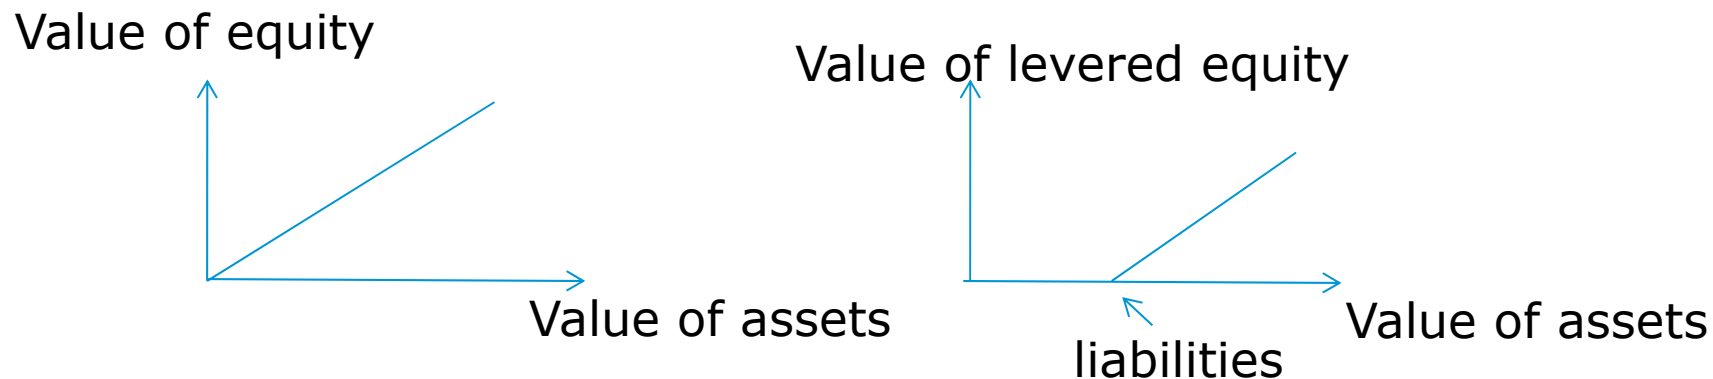 Value of equity
Value of levered equity
Value of assets
Value of assets
liabilities